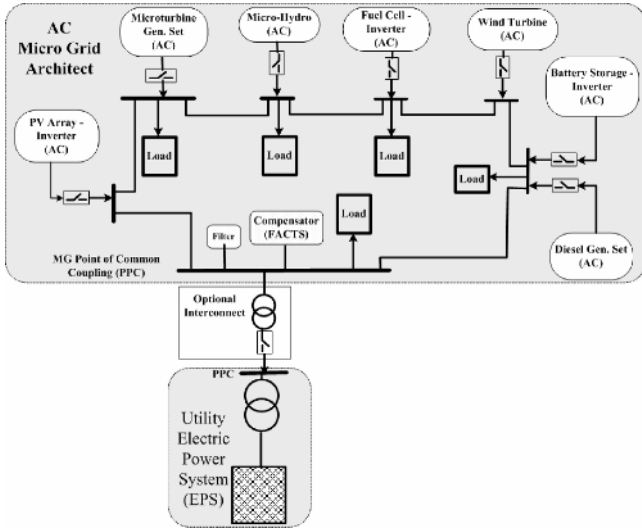 AC
Micro Grid
Architect
Microturbine
Gen. Set
(AC)
Micro-Hydro
(AC)
Fuel Cell -
Inverter
(AC)
Wind Turbine
(AC)
Battery Storage -
Inverter
(AC)
PV Array -
Inverter
(AC)
Load
Load
Load
Load
Load
Filter
Compensator
(FACTS)
Diesel Gen. Set
(AC)
MG Point of Common
Coupling (PPC)
Optional
Interconnect
PPC
Utility
Electric
Power
System
(EPS)